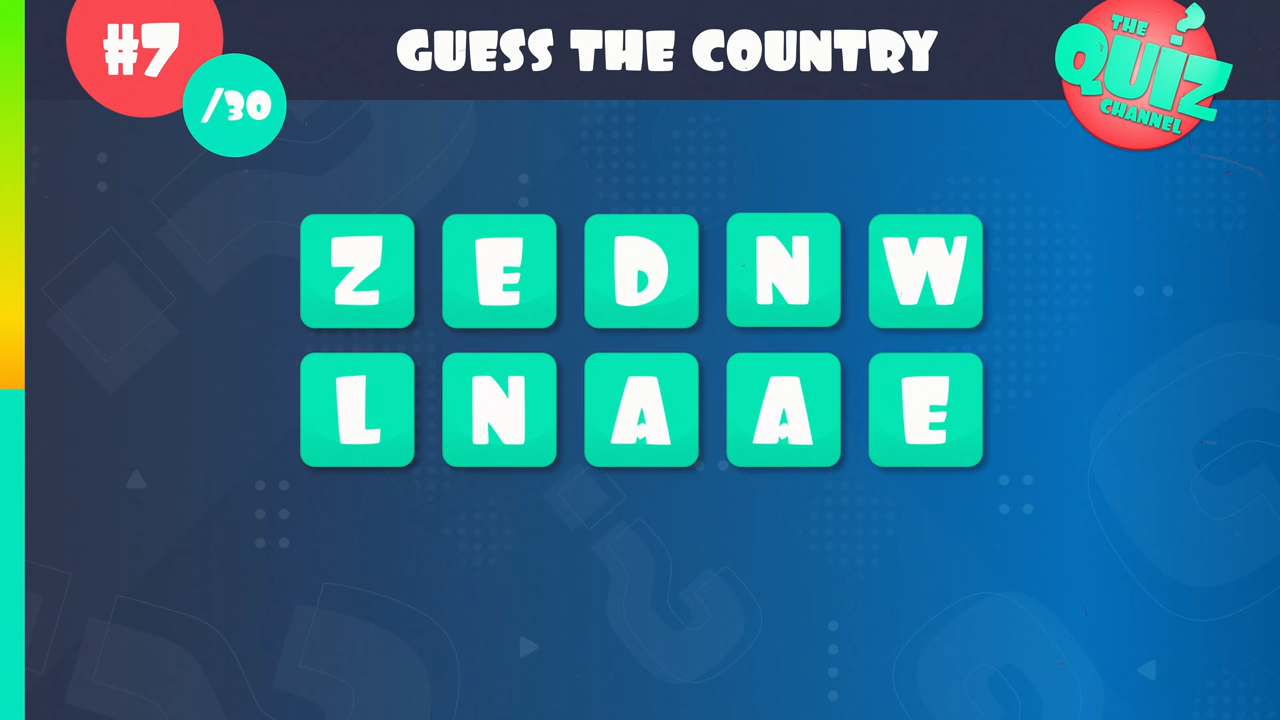 #7
/30
GUESS THE COUNTRY
THE
QUIZ
CHANNEL
Z E D N W
L N A A E